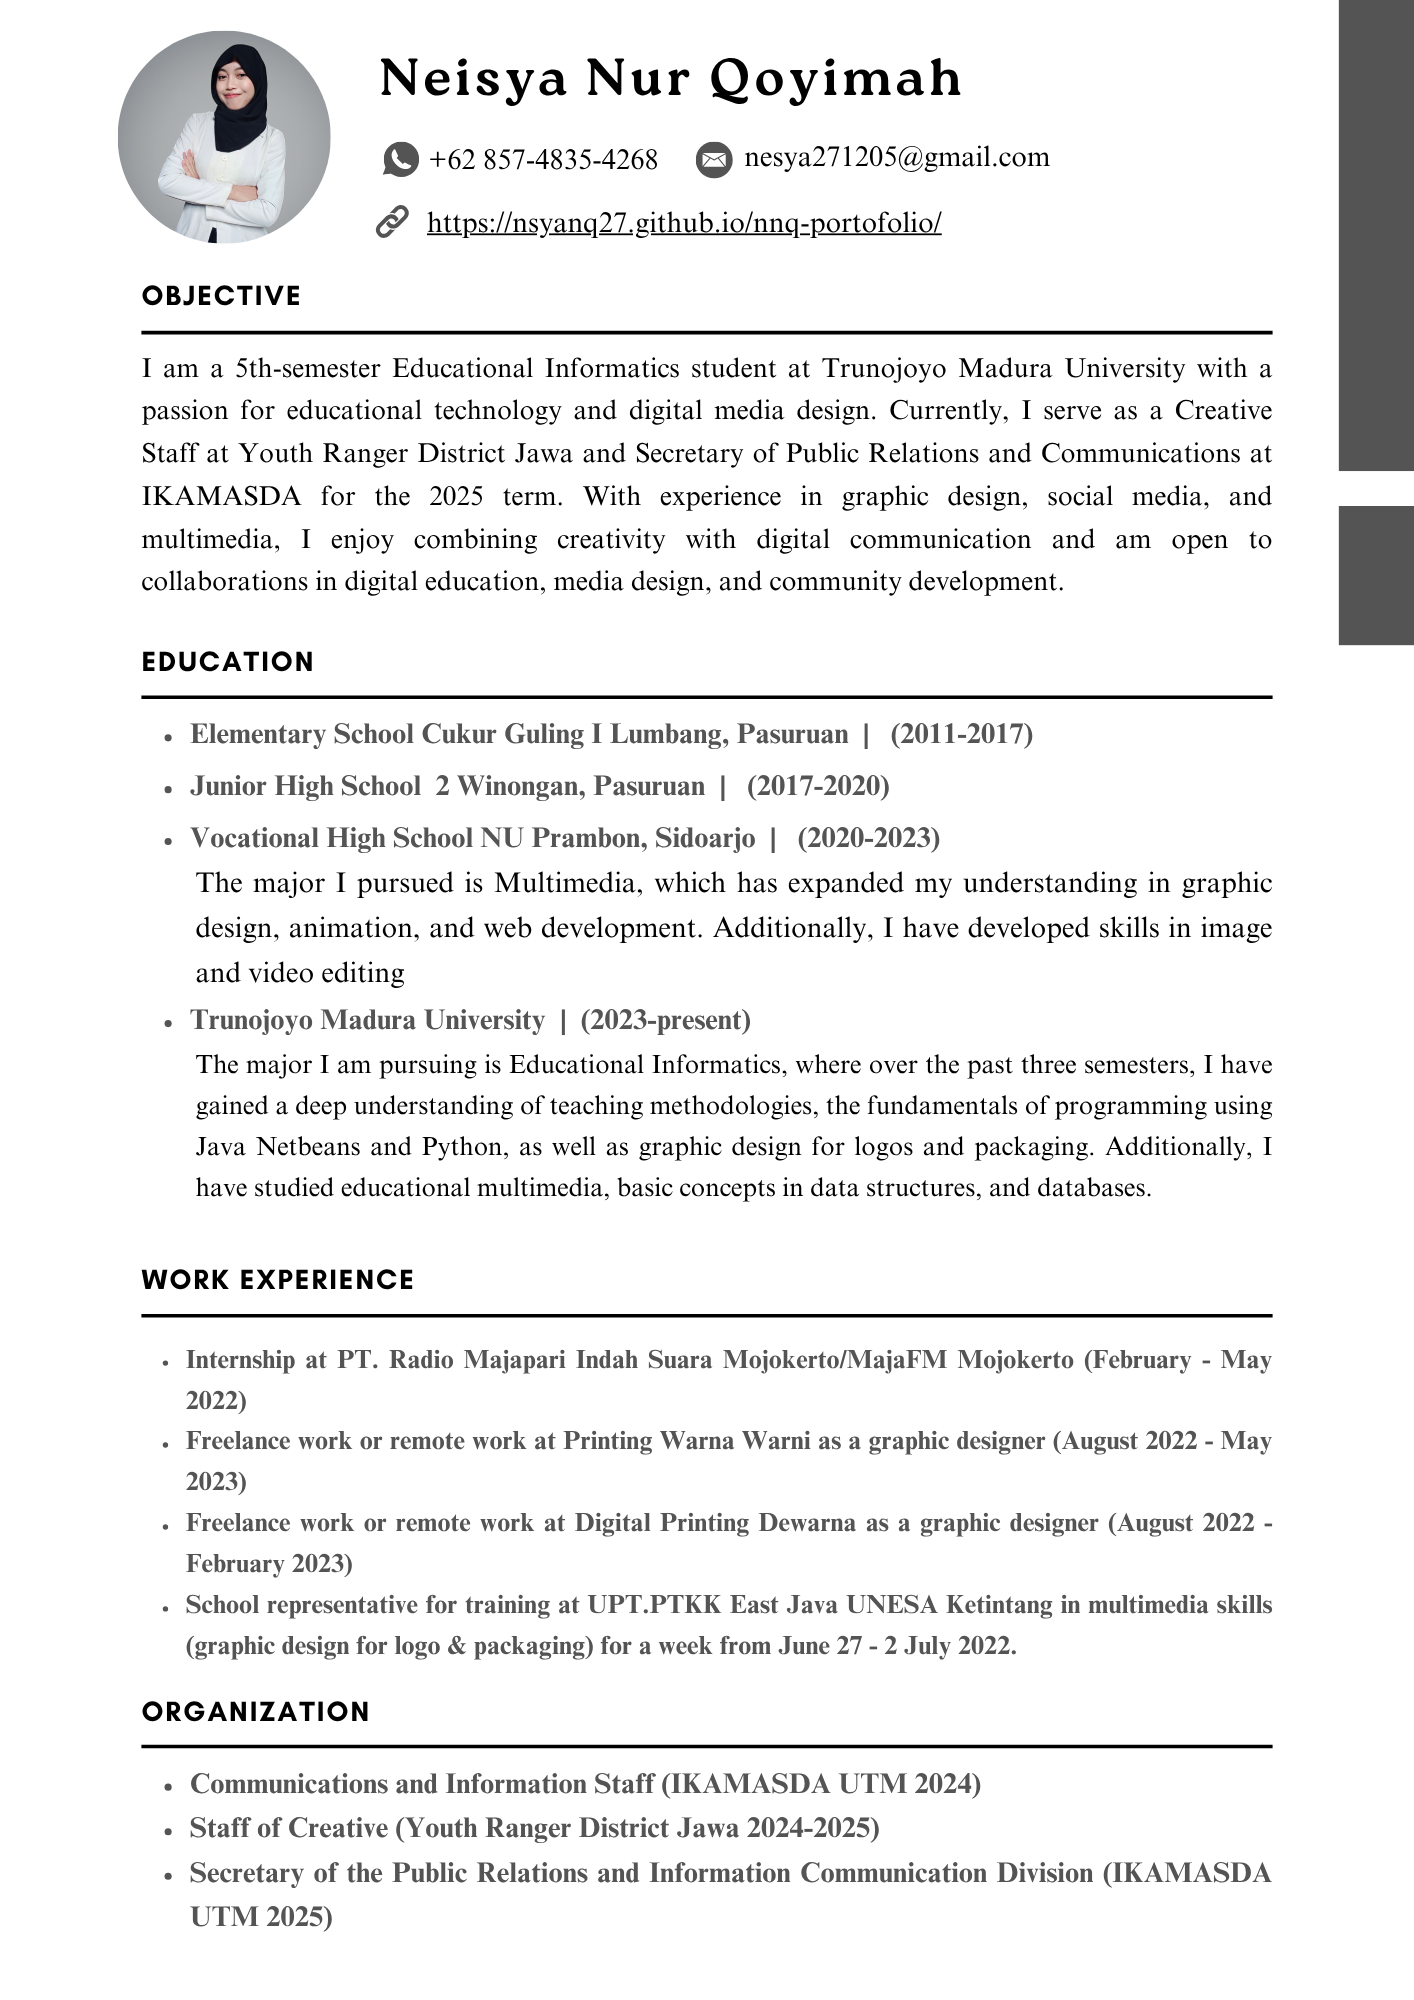 Neisya Nur Qoyimah
+62 857-4835-4268 nesya271205@gmail.com
https://nsyanq27.github.io/nnq-portofolio/
OBJECTIVE
I am a 5th-semester Educational Informatics student at Trunojoyo Madura University with a
passion for educational technology and digital media design. Currently, I serve as a Creative
Staff at Youth Ranger District Jawa and Secretary of Public Relations and Communications at
IKAMASDA for the 2025 term. With experience in graphic design, social media, and
multimedia, I enjoy combining creativity with digital communication and am open to
collaborations in digital education, media design, and community development.
EDUCATION
• Elementary School Cukur Guling I Lumbang, Pasuruan | (2011-2017)
• Junior High School 2 Winongan, Pasuruan | (2017-2020)
• Vocational High School NU Prambon, Sidoarjo | (2020-2023)
The major I pursued is Multimedia, which has expanded my understanding in graphic
design, animation, and web development. Additionally, I have developed skills in image
and video editing
• Trunojoyo Madura University | (2023-present)
The major I am pursuing is Educational Informatics, where over the past three semesters, I have
gained a deep understanding of teaching methodologies, the fundamentals of programming using
Java Netbeans and Python, as well as graphic design for logos and packaging. Additionally, I
have studied educational multimedia, basic concepts in data structures, and databases.
WORK EXPERIENCE
• Internship at PT. Radio Majapari Indah Suara Mojokerto/MajaFM Mojokerto (February - May
2022)
• Freelance work or remote work at Printing Warna Warni as a graphic designer (August 2022 - May
2023)
• Freelance work or remote work at Digital Printing Dewarna as a graphic designer (August 2022 -
February 2023)
• School representative for training at UPT.PTKK East Java UNESA Ketintang in multimedia skills
(graphic design for logo & packaging) for a week from June 27 - 2 July 2022.
ORGANIZATION
• Communications and Information Staff (IKAMASDA UTM 2024)
• Staff of Creative (Youth Ranger District Jawa 2024-2025)
• Secretary of the Public Relations and Information Communication Division (IKAMASDA
UTM 2025)